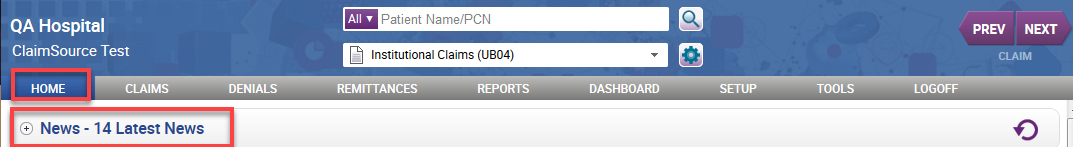 QA Hospital
ClaimSource Test
All ▼ Patient Name/PCN
Institutional Claims (UB04)
PREV NEXT
CLAIM
HOME CLAIMS DENIALS REMITTANCES REPORTS DASHBOARD SETUP TOOLS LOGOFF
News - 14 Latest News